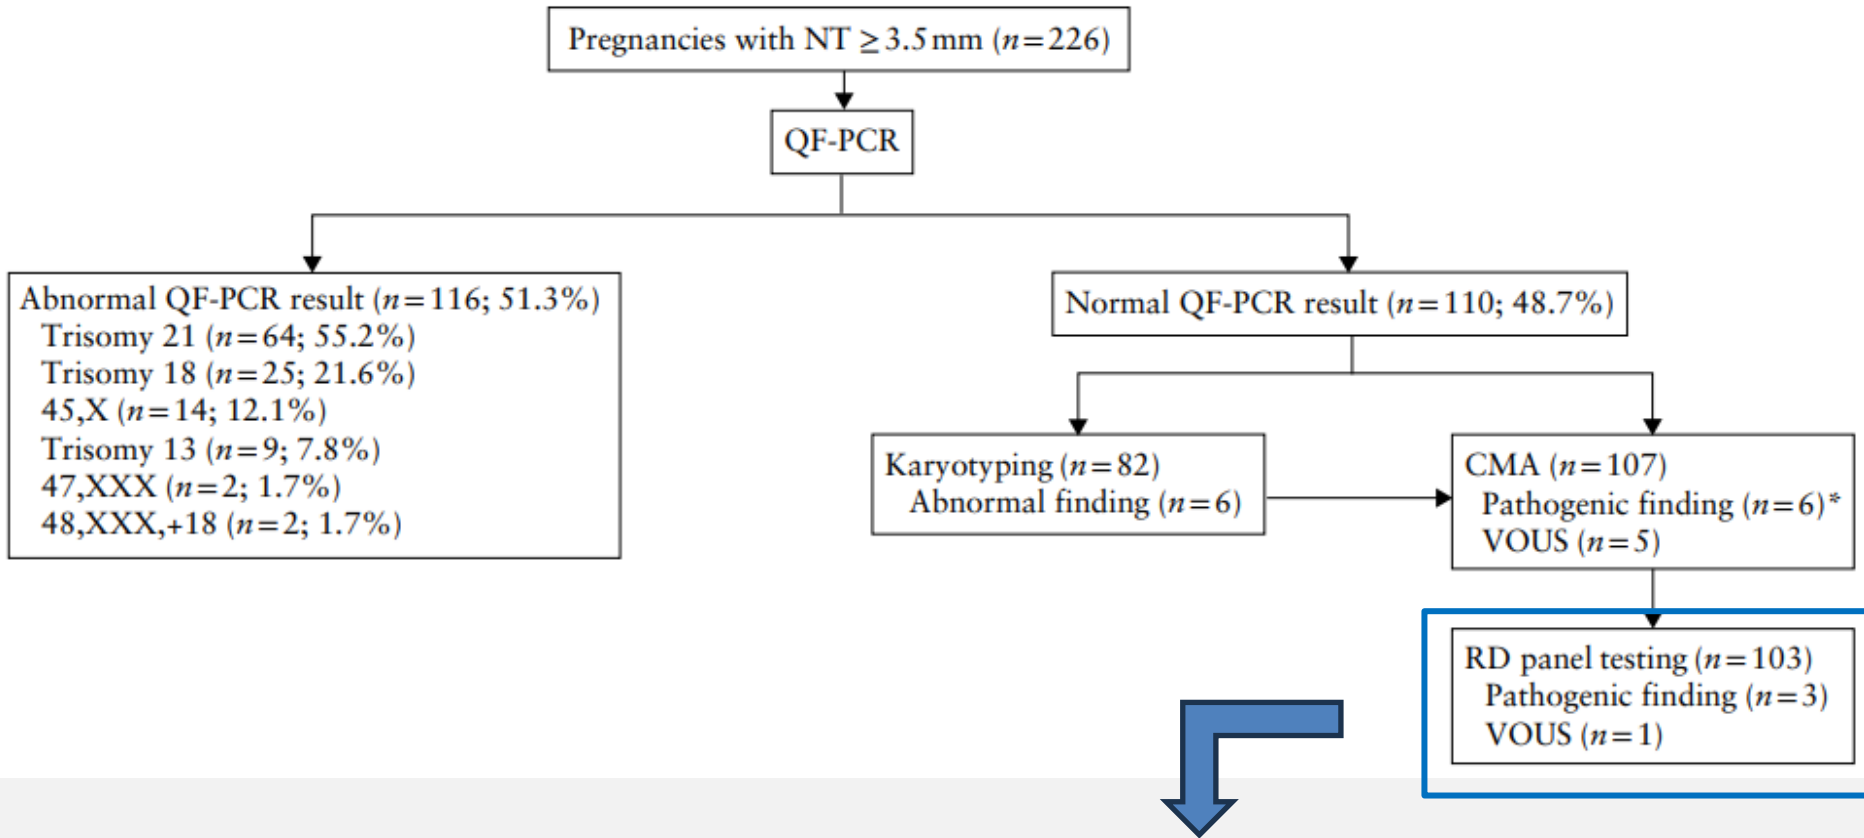 Pregnancies with NT ≥ 3.5 mm (n=226)
QF-PCR
Abnormal QF-PCR result (n=116; 51.3%)
Trisomy 21 (n=64; 55.2%)
Trisomy 18 (n=25; 21.6%)
45,X (n=14; 12.1%)
Trisomy 13 (n=9; 7.8%)
47,XXX (n=2; 1.7%)
48,XXX,+18 (n=2; 1.7%)
Normal QF-PCR result (n=110; 48.7%)
Karyotyping (n=82)
Abnormal finding (n=6)
CMA (n=107)
Pathogenic finding (n=6)*
VOUS (n=5)
RD panel testing (n=103)
Pathogenic finding (n=3)
VOUS (n=1)